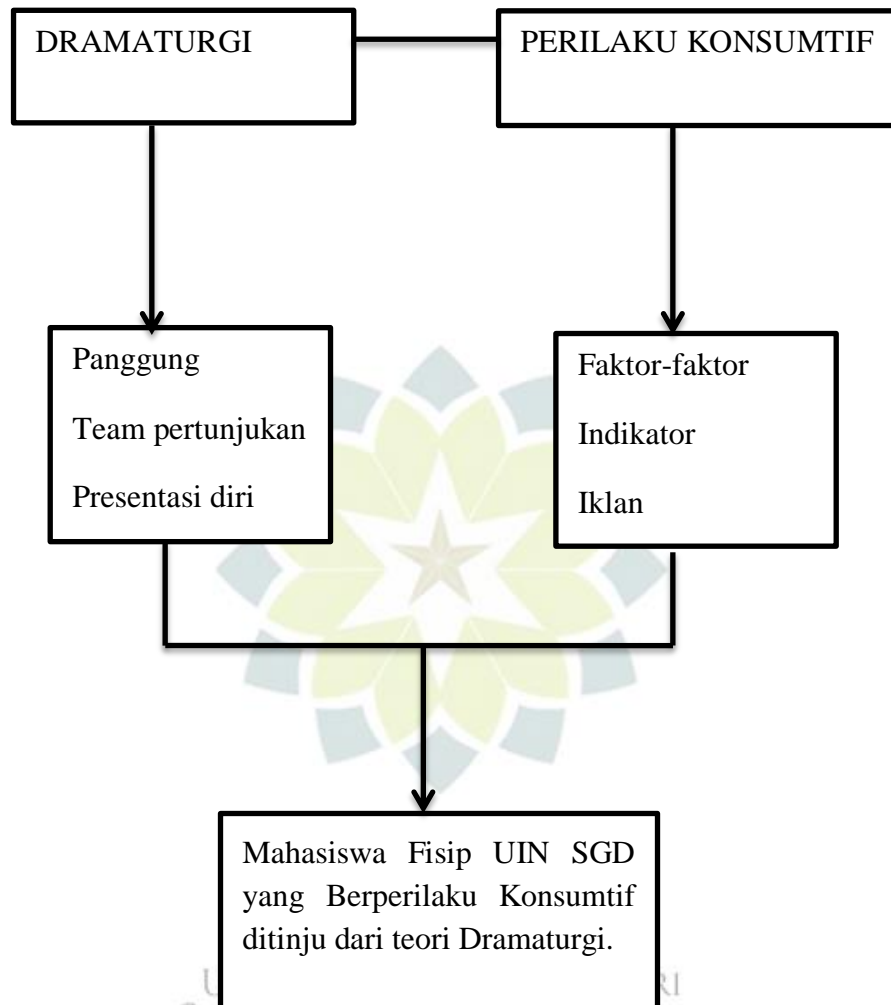 DRAMATURGI
PERILAKU KONSUMTIF
Panggung
Team pertunjukan
Presentasi diri
Faktor-faktor
Indikator
Iklan
Mahasiswa Fisip UIN SGD
yang Berperilaku Konsumtif
ditinju dari teori Dramaturgi.